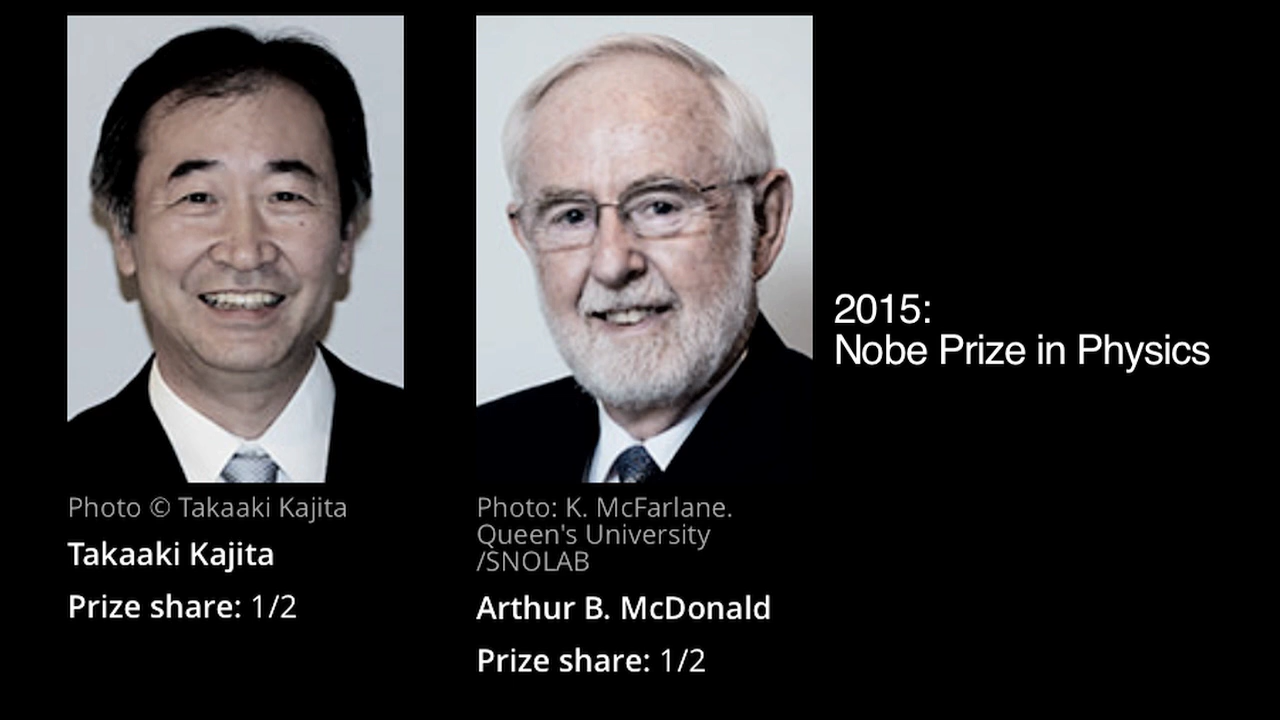 Photo © Takaaki Kajita
Takaaki Kajita
Prize share: 1/2
Photo: K. McFarlane.
Queen's University
/SNOLAB
Arthur B. McDonald
Prize share: 1/2
2015:
Nobe Prize in Physics